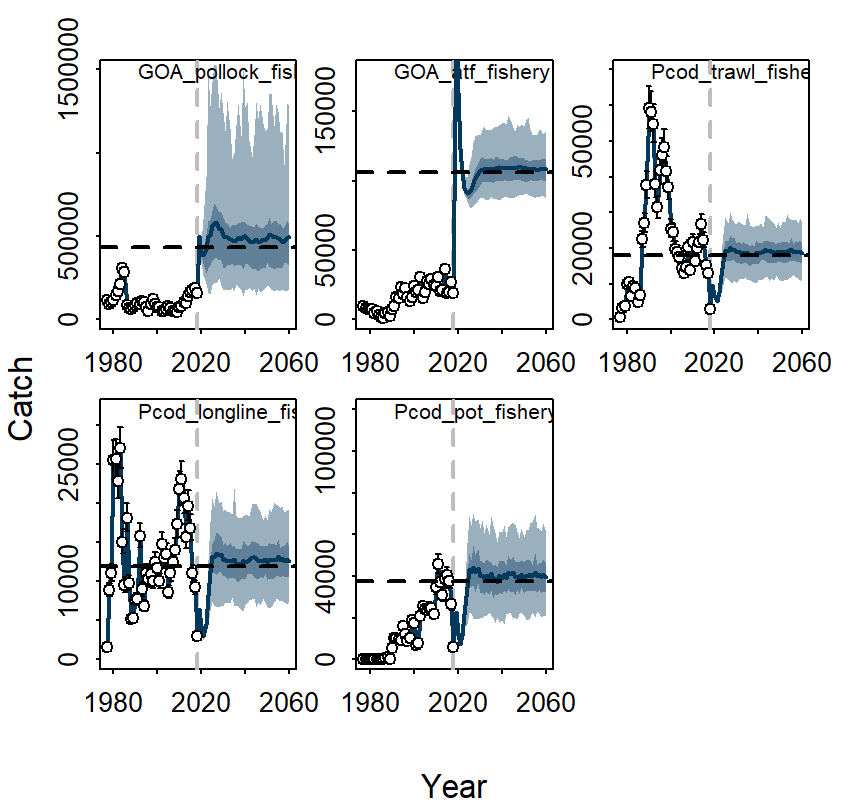 GOA_pollock_fis
GOA_atf_fishery
Pcod_trawl_fishe
0 500000 1500000
0 50000 150000
0 20000 50000
1980 2020 2060
1980 2020 2060
1980 2020 2060
Catch
Pcod_longline_fis
Pcod_pot_fishery
0 10000 25000
0 40000 100000
1980 2020 2060
1980 2020 2060
Year